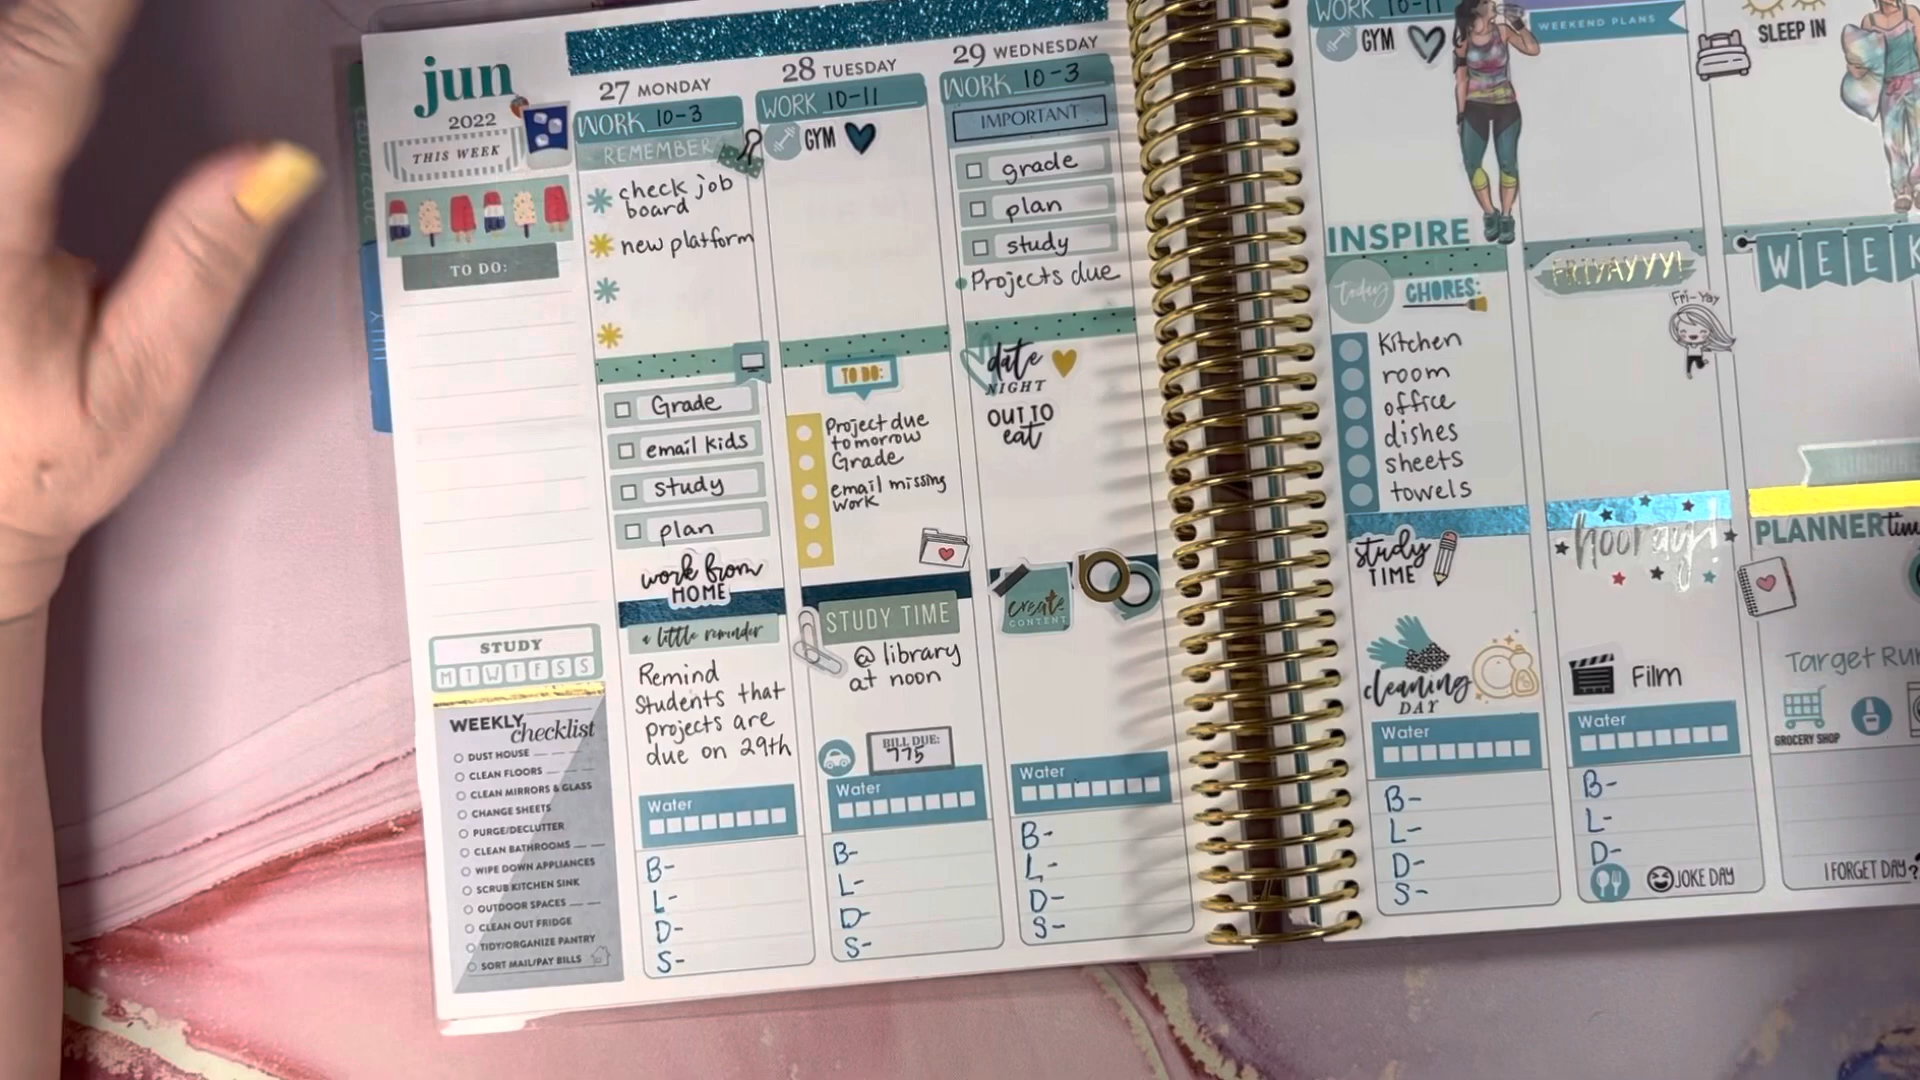 jun
2022
THIS WEEK
TO DO:
STUDY
M T W T F S S
WEEKLY
checklist
DUST HOUSE
CLEAN FLOORS
CLEAN MIRRORS & GLASS
CHANGE SHEETS
PURGE/DECLUTTER
CLEAN BATHROOMS
WIPE DOWN APPLIANCES
SCRUB KITCHEN SINK
OUTDOOR SPACES
CLEAN OUT FRIDGE
TIDY/ORGANIZE PANTRY
SORT MAIL/PAY BILLS
JULY
27 MONDAY
WORK 10-3
REMEMBER
check job
board
new platform
Grade
email kids
study
plan
work from
HOME
a little reminder
Remind
Students that
projects are
due on 29th
Water
B-
L-
D-
S-
28 TUESDAY
WORK 10-11
GYM
TO DO:
Project due
tomorrow
Grade
email missing
work
STUDY TIME
@ library
at noon
BILL DUE:
775
Water
B-
L-
D-
S-
29 WEDNESDAY
WORK 10-3
IMPORTANT
grade
plan
study
Projects due
date
NIGHT
OUT TO
eat
create
CONTENT
Water
B-
L-
D-
S-
WORK 10-11
GYM
INSPIRE
today
CHORES:
Kitchen
room
office
dishes
sheets
towels
study
TIME
cleaning
DAY
Water
B-
L-
D-
S-
WEEKEND PLANS
FRIYAYYY!
Fri-Yay
hooray!
Film
Water
B-
L-
D-
JOKE DAY
SLEEP IN
WEEK
PLANNER time
Target Run
GROCERY SHOP
I FORGET DAY?